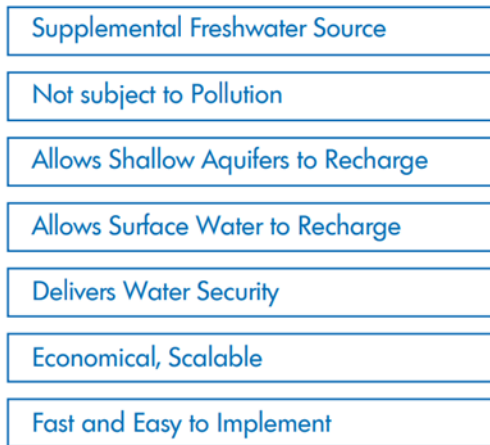 Supplemental Freshwater Source
Not subject to Pollution
Allows Shallow Aquifers to Recharge
Allows Surface Water to Recharge
Delivers Water Security
Economical, Scalable
Fast and Easy to Implement